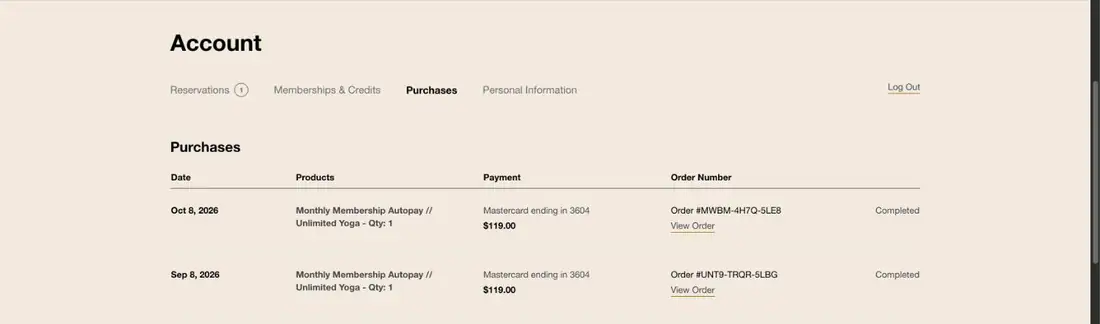 Account
Reservations 1 Memberships & Credits Purchases Personal Information Log Out
Purchases
Date Products Payment Order Number
Oct 8, 2026 Monthly Membership Autopay // Mastercard ending in 3604 Order #MWBM-4H7Q-5LE8 Completed
Unlimited Yoga - Qty: 1 $119.00 View Order
Sep 8, 2026 Monthly Membership Autopay // Mastercard ending in 3604 Order #UNT9-TRQR-5LBG Completed
Unlimited Yoga - Qty: 1 $119.00 View Order